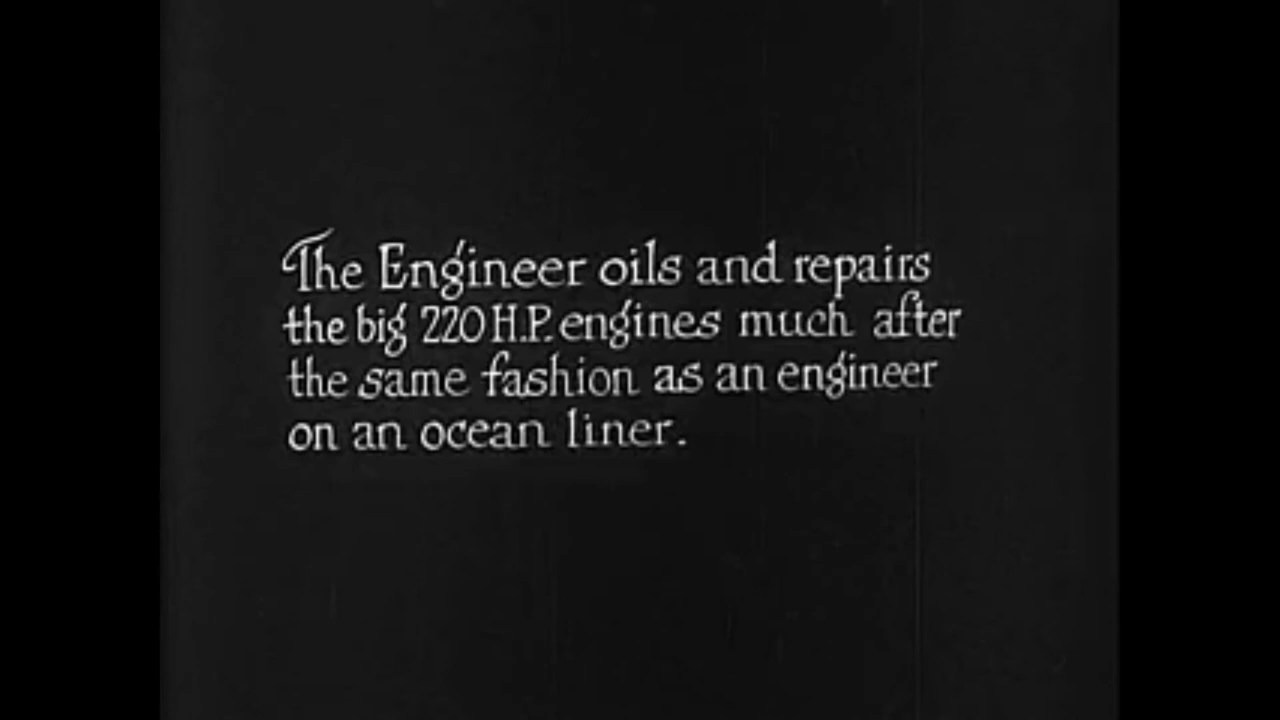 The Engineer oils and repairs
the big 220 H.P. engines much after
the same fashion as an engineer
on an ocean liner.